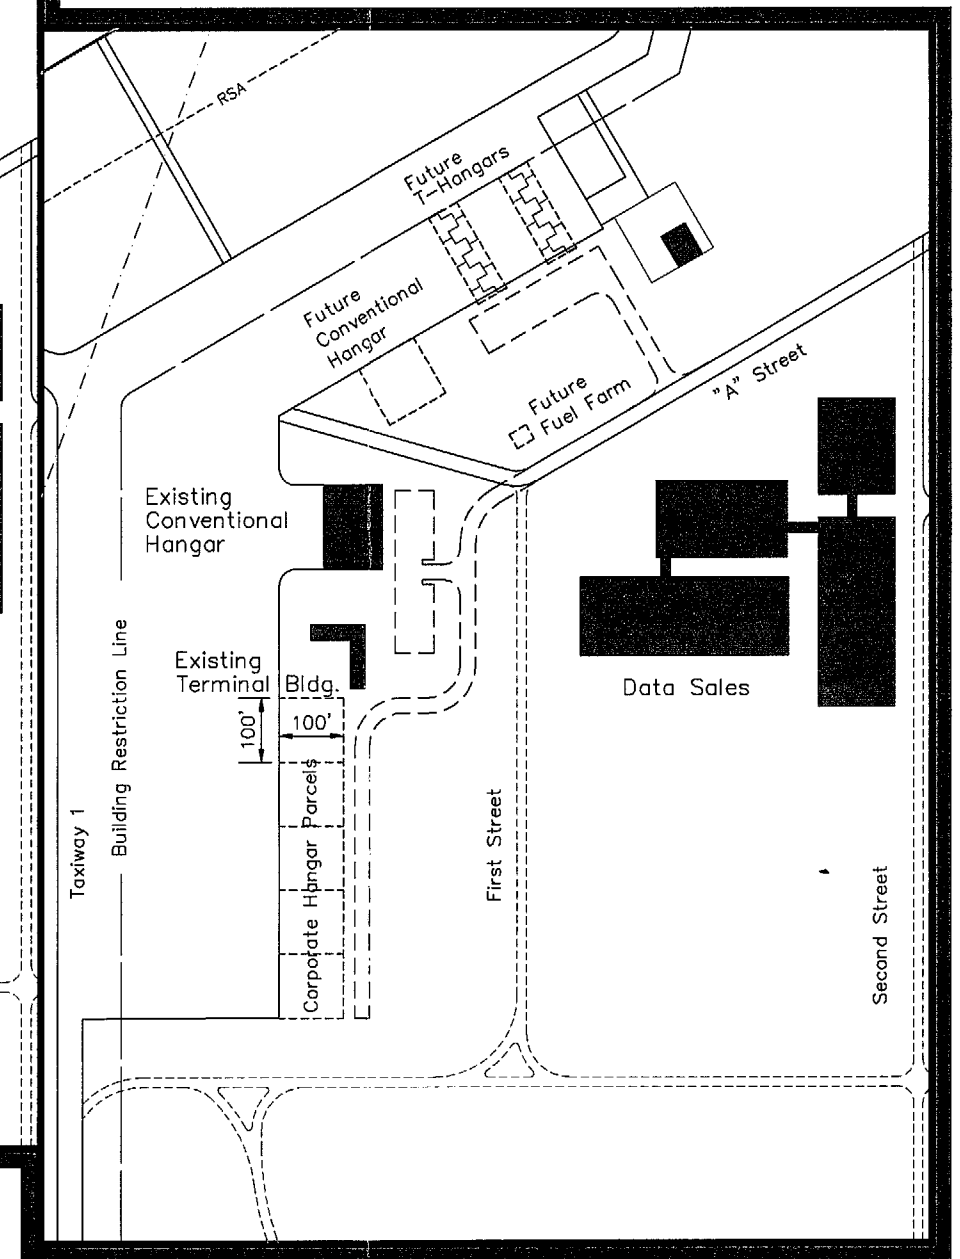 RSA
Future
T-Hangars
Future
Conventional
Hangar
"A" Street
Future
Fuel Farm
Existing
Conventional
Hangar
Existing
Terminal Bldg.
Data Sales
100'
100'
Building Restriction Line
Taxiway 1
Corporate Hangar Parcels
First Street
Second Street